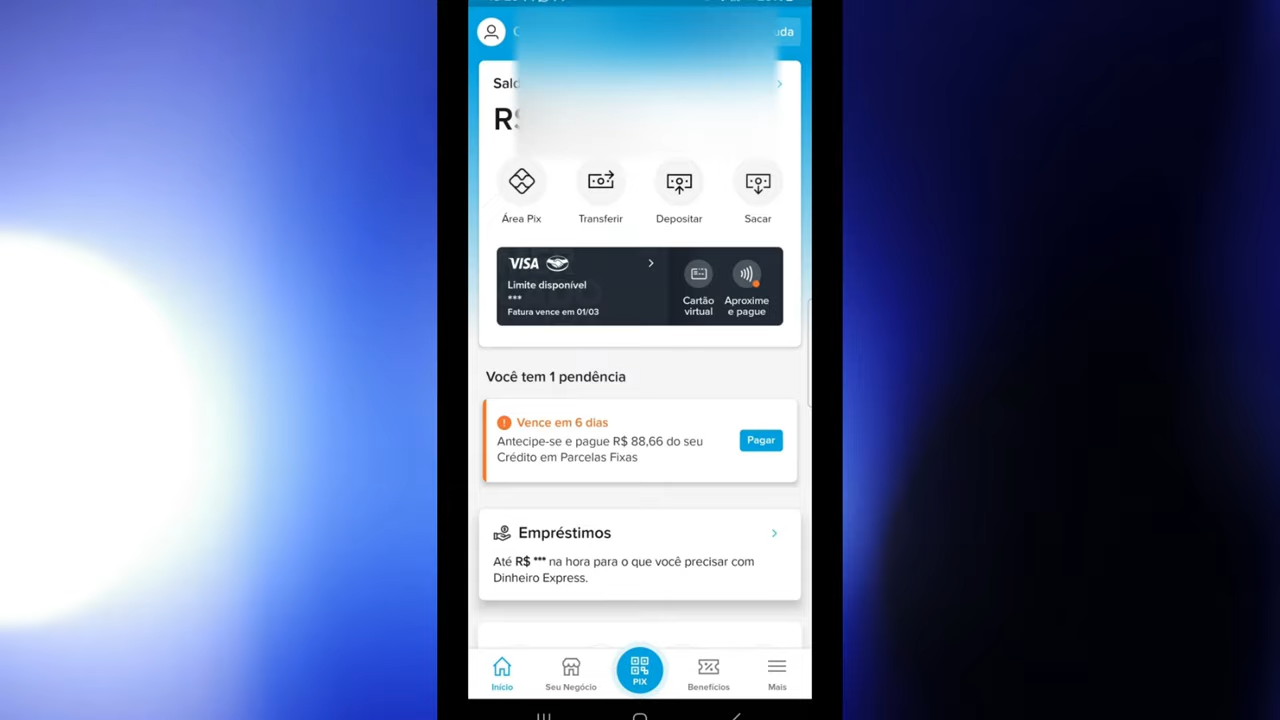 R$
Área Pix
Transferir
Depositar
Sacar
VISA
Limite disponível
***
Fatura vence em 01/03
Cartão virtual
Aproxime e pague
Você tem 1 pendência
Vence em 6 dias
Antecipe-se e pague R$ 88,66 do seu
Crédito em Parcelas Fixas
Pagar
Empréstimos
Até R$ *** na hora para o que você precisar com
Dinheiro Express.
Início
Seu Negócio
PIX
Benefícios
Mais